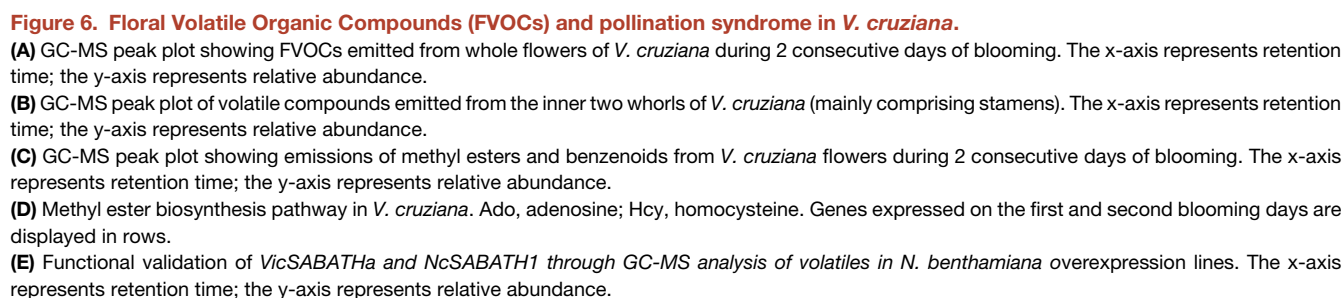 Figure 6. Floral Volatile Organic Compounds (FVOCs) and pollination syndrome in V. cruziana.
(A) GC-MS peak plot showing FVOCs emitted from whole flowers of V. cruziana during 2 consecutive days of blooming. The x-axis represents retention
time; the y-axis represents relative abundance.
(B) GC-MS peak plot of volatile compounds emitted from the inner two whorls of V. cruziana (mainly comprising stamens). The x-axis represents retention
time; the y-axis represents relative abundance.
(C) GC-MS peak plot showing emissions of methyl esters and benzenoids from V. cruziana flowers during 2 consecutive days of blooming. The x-axis
represents retention time; the y-axis represents relative abundance.
(D) Methyl ester biosynthesis pathway in V. cruziana. Ado, adenosine; Hcy, homocysteine. Genes expressed on the first and second blooming days are
displayed in rows.
(E) Functional validation of VicSABATHa and NcSABATH1 through GC-MS analysis of volatiles in N. benthamiana overexpression lines. The x-axis
represents retention time; the y-axis represents relative abundance.